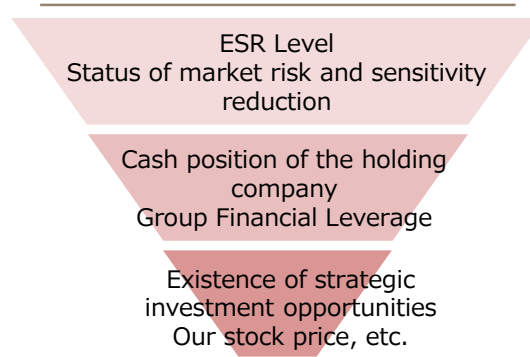 ESR Level
Status of market risk and sensitivity
reduction
Cash position of the holding
company
Group Financial Leverage
Existence of strategic
investment opportunities
Our stock price, etc.